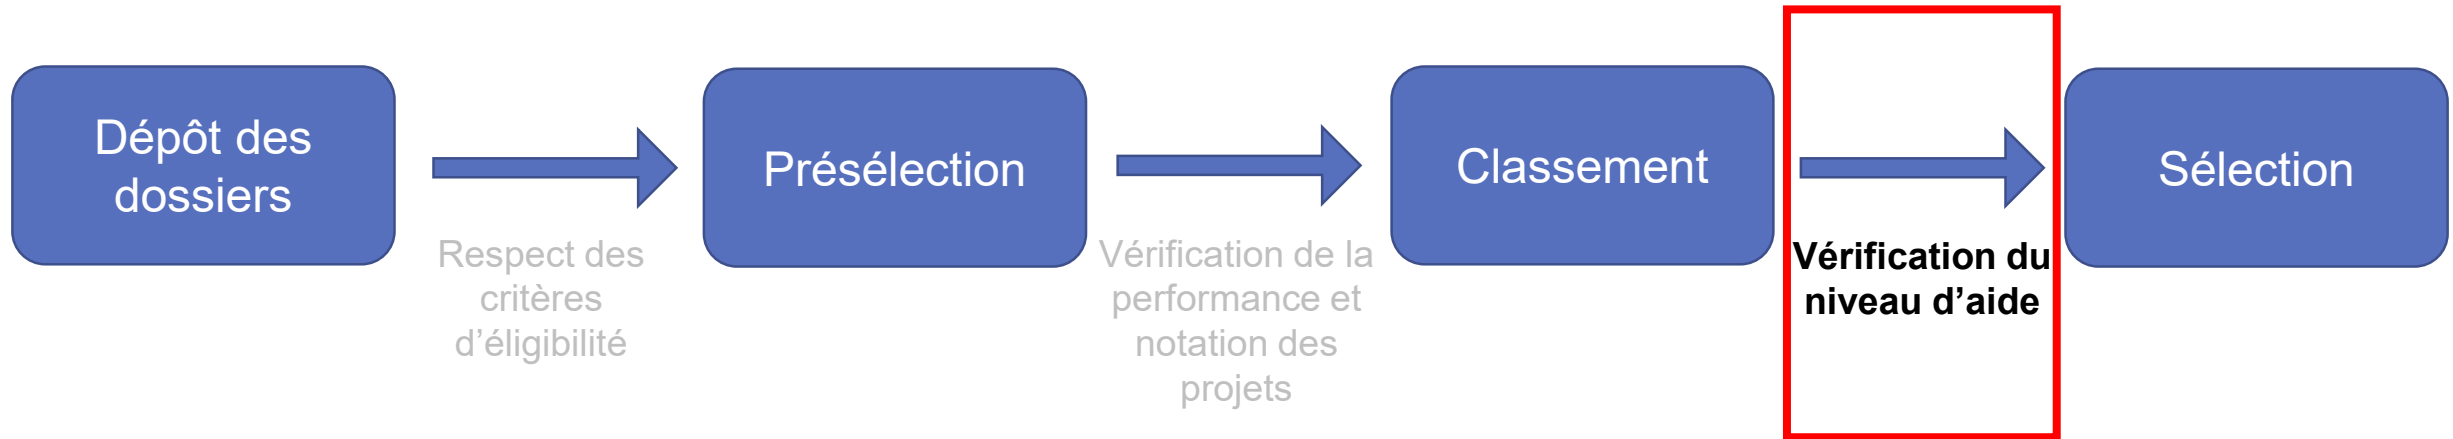 Dépôt des
dossiers
Respect des
critères
d’éligibilité
Présélection
Vérification de la
performance et
notation des
projets
Classement
Vérification du
niveau d’aide
Sélection